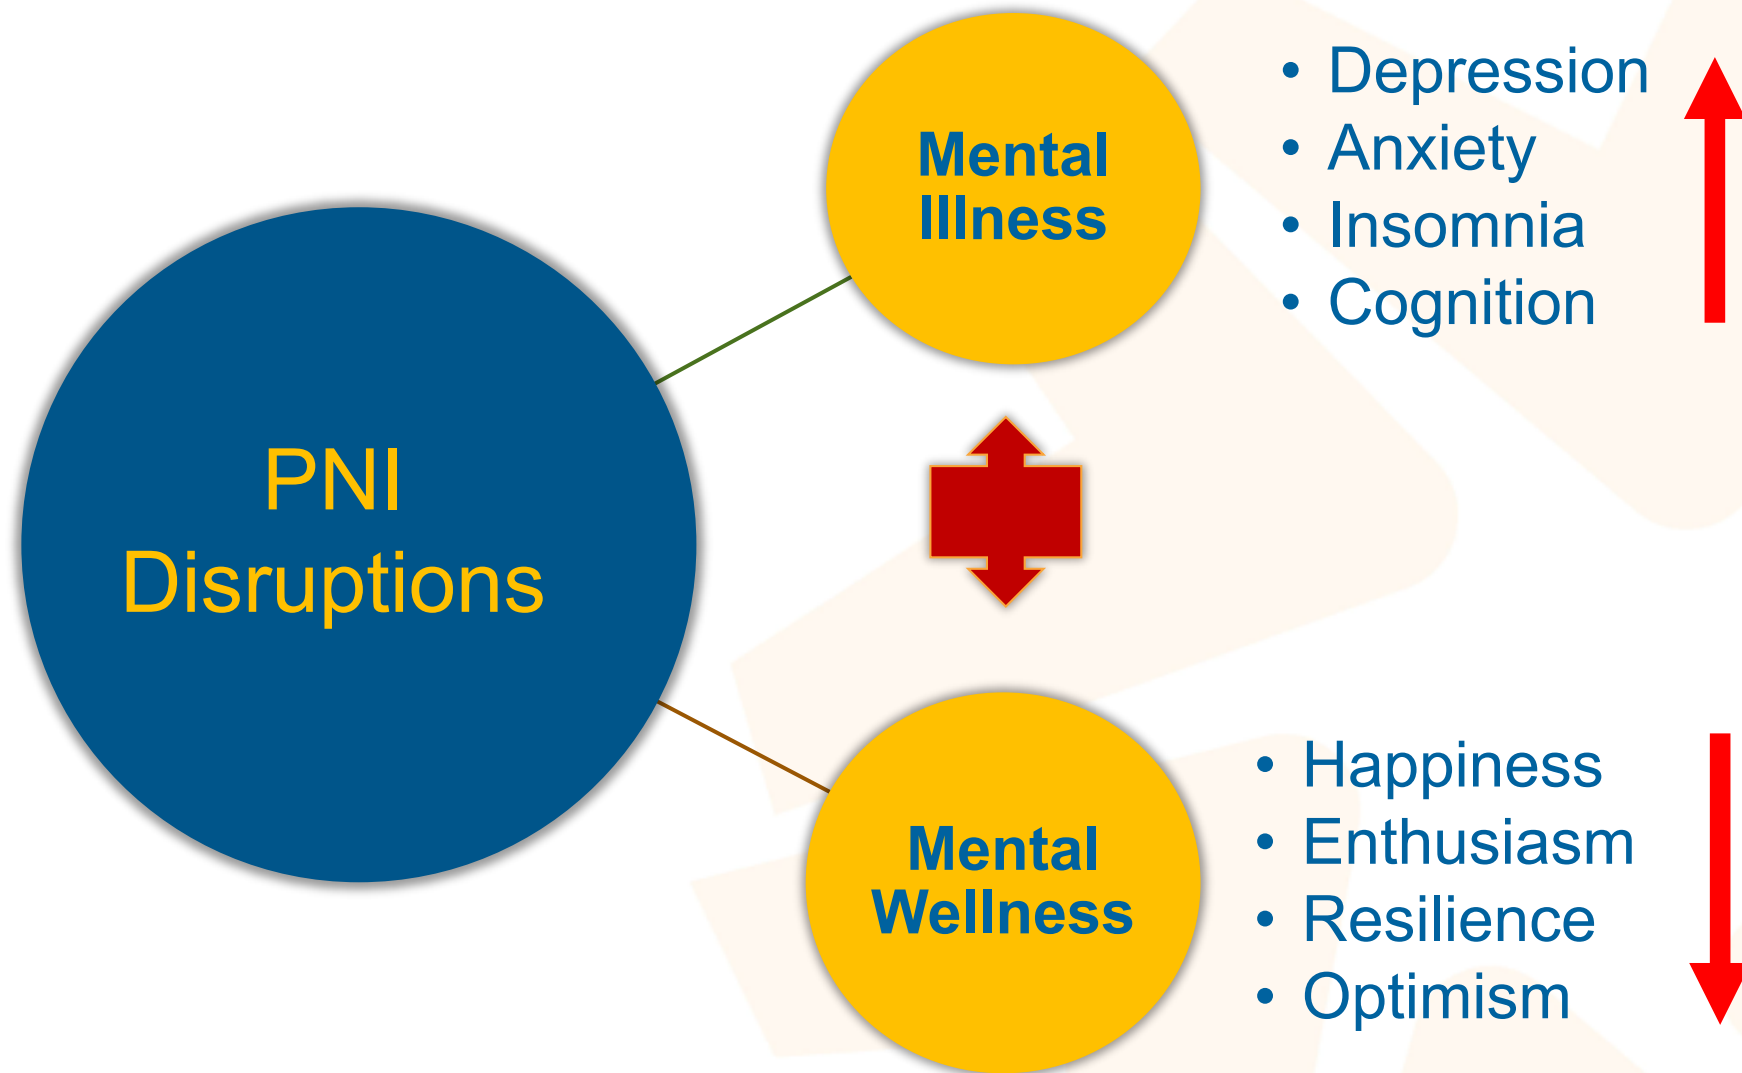 PNI
Disruptions
Mental
Illness
• Depression
• Anxiety
• Insomnia
• Cognition
Mental
Wellness
• Happiness
• Enthusiasm
• Resilience
• Optimism